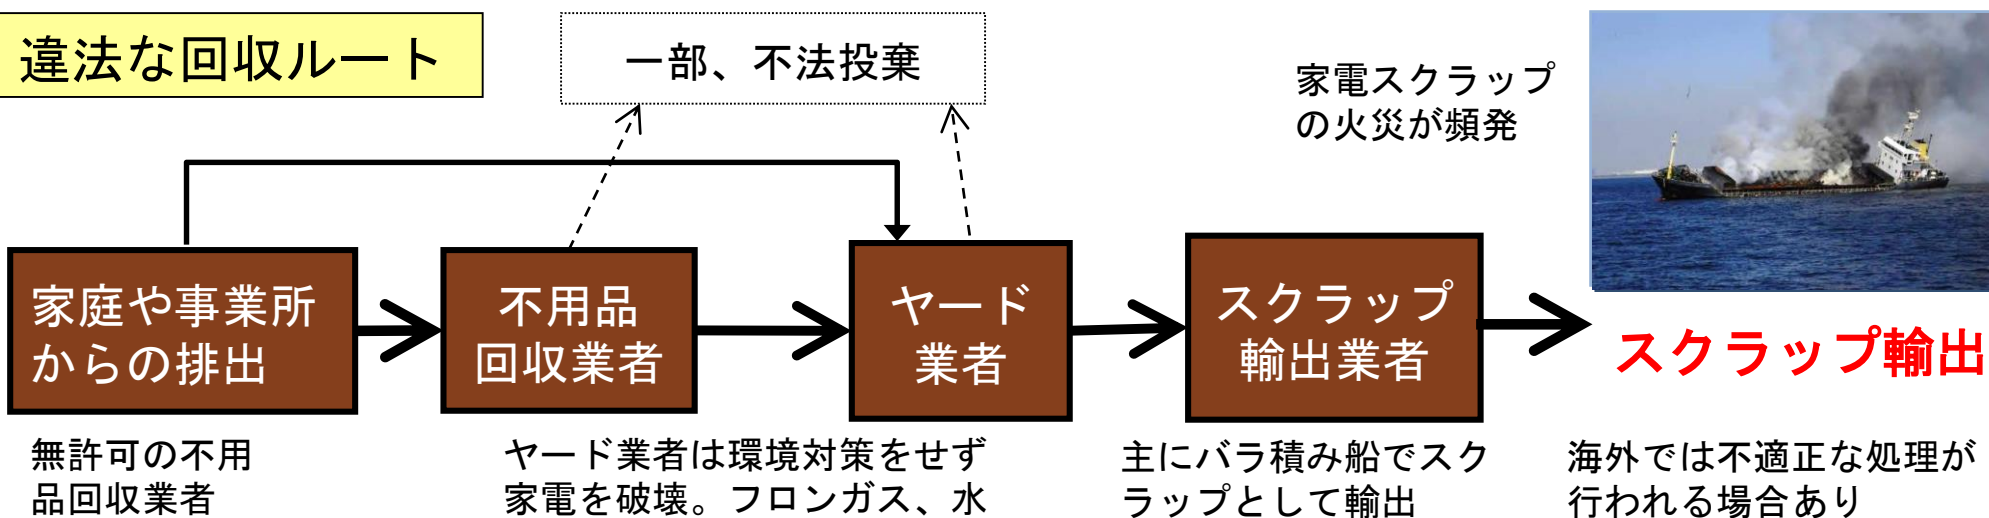 違法な回収ルート
一部、不法投棄
家電スクラップ
の火災が頻発
家庭や事業所
からの排出
不用品
回収業者
ヤード
業者
スクラップ
輸出業者
スクラップ輸出
無許可の不用
品回収業者
ヤード業者は環境対策をせず
家電を破壊。フロンガス、水
主にバラ積み船でスク
ラップとして輸出
海外では不適正な処理が
行われる場合あり